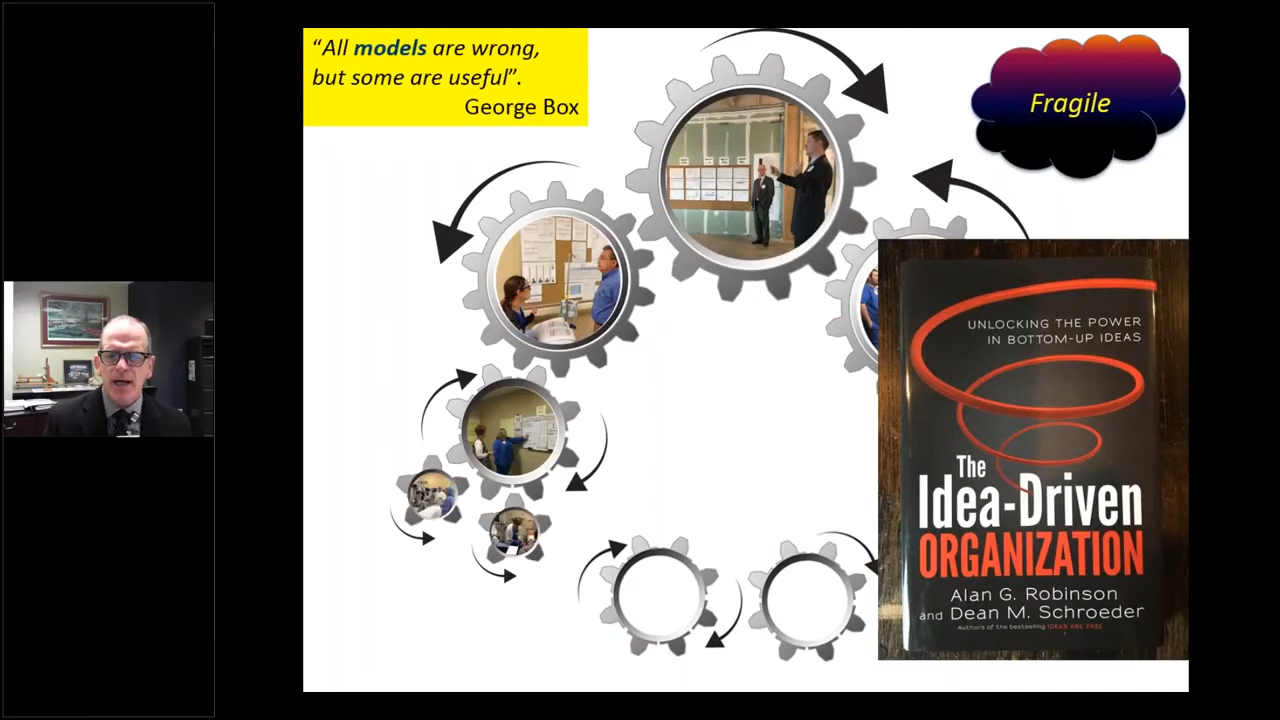 “All models are wrong,
but some are useful”.
George Box
Fragile
UNLOCKING THE POWER
IN BOTTOM-UP IDEAS
The
Idea-Driven
ORGANIZATION
Alan G. Robinson
and Dean M. Schroeder
Authors of the bestselling IDEAS ARE FREE